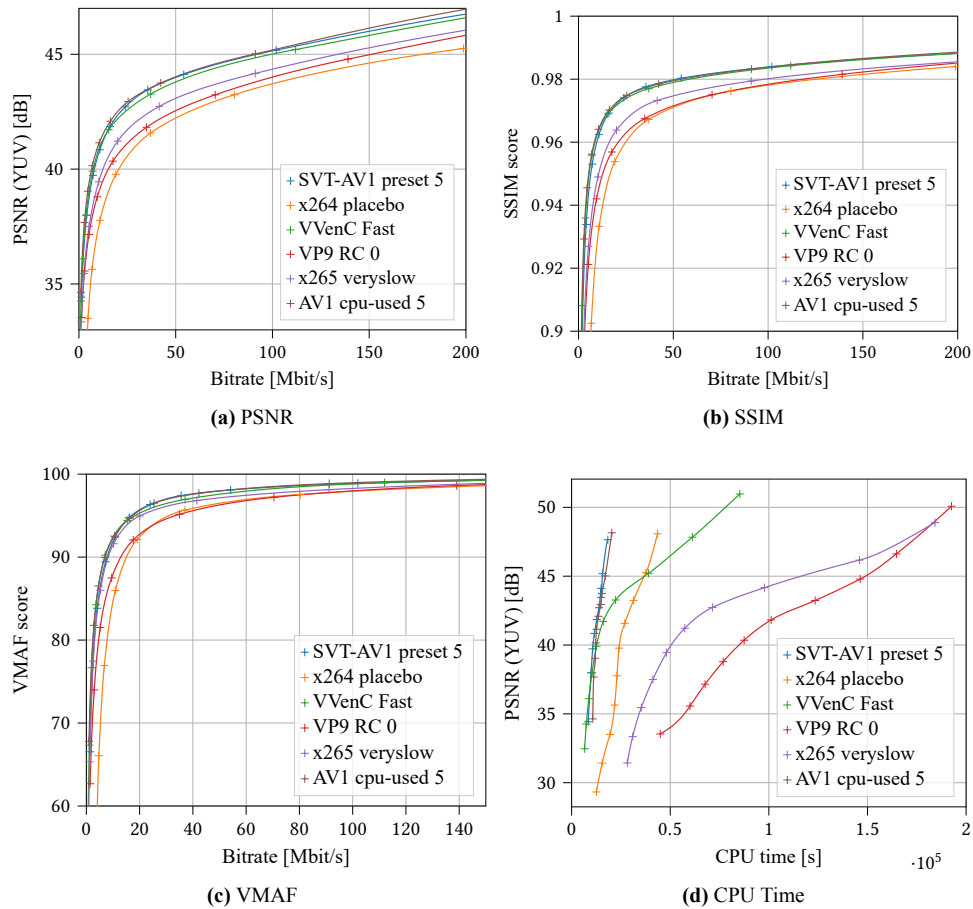 45
40
35
PSNR (YUV) [dB]
0 50 100 150 200
Bitrate [Mbit/s]
SVT-AV1 preset 5
x264 placebo
VVenC Fast
VP9 RC 0
x265 veryslow
AV1 cpu-used 5
(a) PSNR
1
0.98
0.96
0.94
0.92
0.9
SSIM score
0 50 100 150 200
Bitrate [Mbit/s]
SVT-AV1 preset 5
x264 placebo
VVenC Fast
VP9 RC 0
x265 veryslow
AV1 cpu-used 5
(b) SSIM
100
90
80
70
60
VMAF score
0 20 40 60 80 100 120 140
Bitrate [Mbit/s]
SVT-AV1 preset 5
x264 placebo
VVenC Fast
VP9 RC 0
x265 veryslow
AV1 cpu-used 5
(c) VMAF
50
45
40
35
30
PSNR (YUV) [dB]
0 0.5 1 1.5 2
CPU time [s]
·10⁵
SVT-AV1 preset 5
x264 placebo
VVenC Fast
VP9 RC 0
x265 veryslow
AV1 cpu-used 5
(d) CPU Time